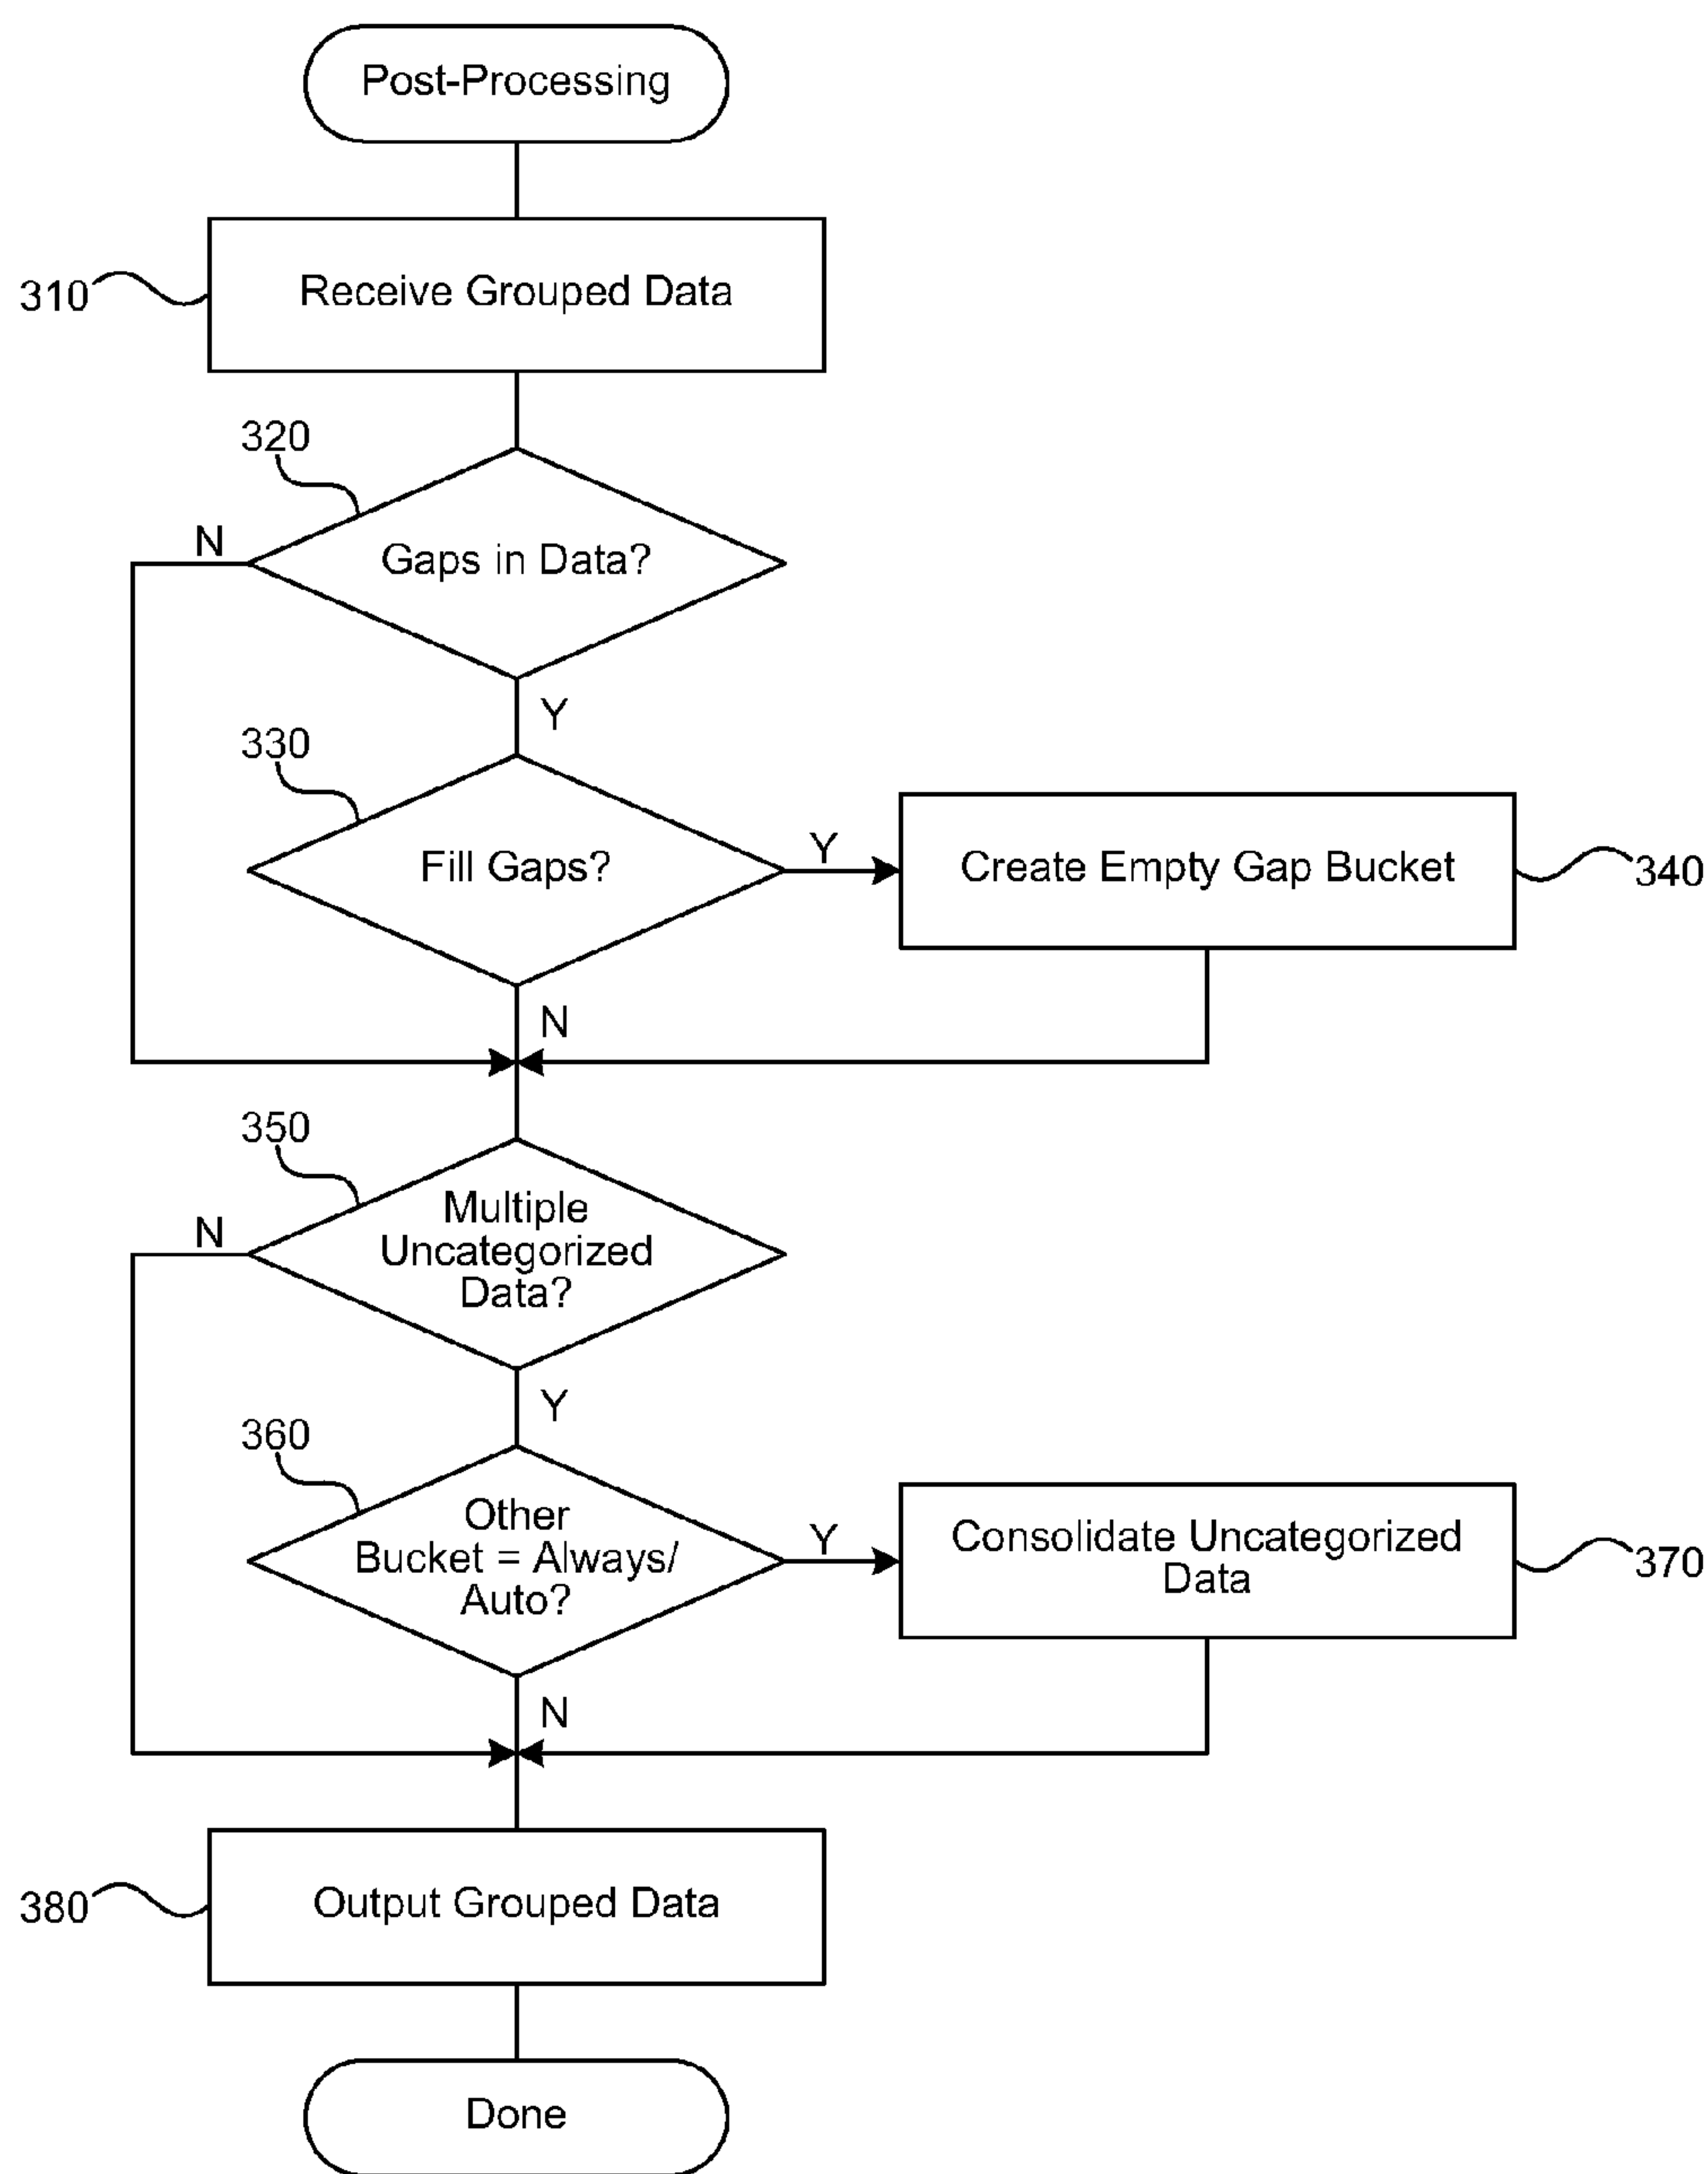 Post-Processing
310
Receive Grouped Data
320
N
Gaps in Data?
Y
330
Fill Gaps?
Y
Create Empty Gap Bucket
340
N
350
N
Multiple
Uncategorized
Data?
Y
360
Other
Bucket = Always/
Auto?
Y
Consolidate Uncategorized
Data
370
N
380
Output Grouped Data
Done